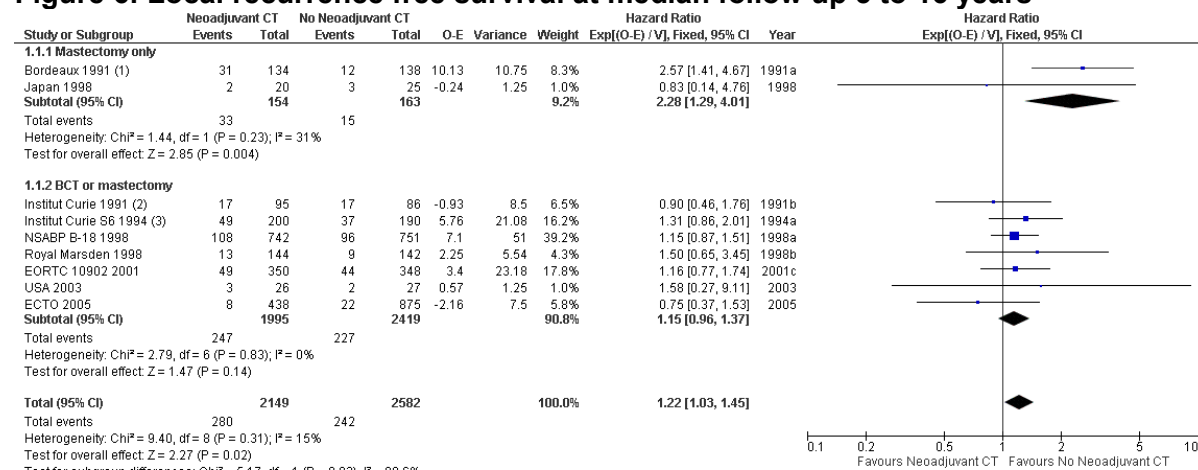 Figure 6: Local recurrence free survival at median follow-up 5 to 10 years
Neoadjuvant CT No Neoadjuvant CT Hazard Ratio Hazard Ratio
Study or Subgroup Events Total Events Total O-E Variance Weight Exp[(O-E) / V], Fixed, 95% CI Year Exp[(O-E) / V], Fixed, 95% CI
1.1.1 Mastectomy only
Bordeaux 1991 (1) 31 134 12 138 10.13 10.75 8.3% 2.57 [1.41, 4.67] 1991a
Japan 1998 2 20 3 25 -0.24 1.25 1.0% 0.83 [0.14, 4.76] 1998
Subtotal (95% CI) 154 163 9.2% 2.28 [1.29, 4.01]
Total events 33 15
Heterogeneity: Chi² = 1.44, df = 1 (P = 0.23); I² = 31%
Test for overall effect: Z = 2.85 (P = 0.004)
1.1.2 BCT or mastectomy
Institut Curie 1991 (2) 17 95 17 86 -0.93 8.5 6.5% 0.90 [0.46, 1.76] 1991b
Institut Curie S6 1994 (3) 49 200 37 190 5.76 21.08 16.2% 1.31 [0.86, 2.01] 1994a
NSABP B-18 1998 108 742 96 751 7.1 51 39.2% 1.15 [0.87, 1.51] 1998a
Royal Marsden 1998 13 144 9 142 2.25 5.54 4.3% 1.50 [0.65, 3.45] 1998b
EORTC 10902 2001 49 350 44 348 3.4 23.18 17.8% 1.16 [0.77, 1.74] 2001c
USA 2003 3 26 2 27 0.57 1.25 1.0% 1.58 [0.27, 9.11] 2003
ECTO 2005 8 438 22 875 -2.16 7.5 5.8% 0.75 [0.37, 1.53] 2005
Subtotal (95% CI) 1995 2419 90.8% 1.15 [0.96, 1.37]
Total events 247 227
Heterogeneity: Chi² = 2.79, df = 6 (P = 0.83); I² = 0%
Test for overall effect: Z = 1.47 (P = 0.14)
Total (95% CI) 2149 2582 100.0% 1.22 [1.03, 1.45]
Total events 280 242
Heterogeneity: Chi² = 9.40, df = 8 (P = 0.31); I² = 15%
Test for overall effect: Z = 2.27 (P = 0.02)
0.1 0.2 0.5 1 2 5 10
Favours Neoadjuvant CT Favours No Neoadjuvant CT